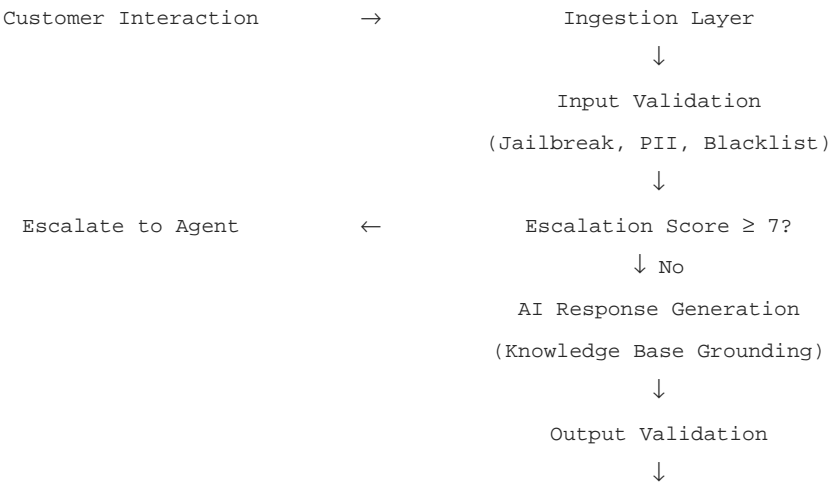 Customer Interaction → Ingestion Layer
↓
Input Validation
(Jailbreak, PII, Blacklist)
↓
Escalate to Agent ← Escalation Score ≥ 7?
↓ No
AI Response Generation
(Knowledge Base Grounding)
↓
Output Validation
↓